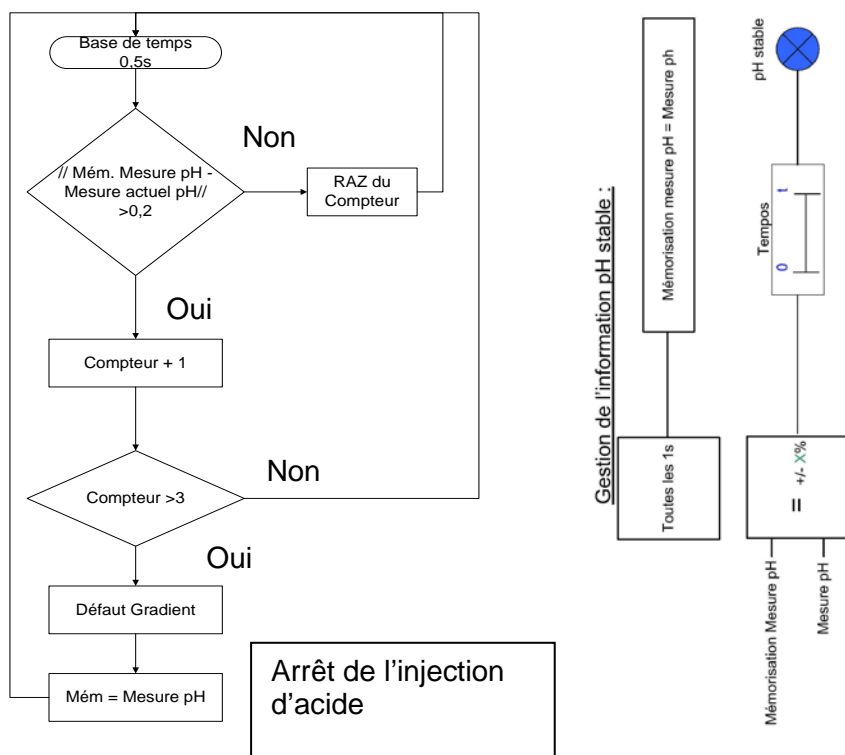 Base de temps
0,5s
// Mém. Mesure pH -
Mesure actuel pH//
>0,2
Non
RAZ du
Compteur
Oui
Compteur + 1
Compteur >3
Non
Oui
Défaut Gradient
Mém = Mesure pH
Arrêt de l'injection
d'acide
Gestion de l'information pH stable :
Toutes les 1s
Mémorisation mesure pH = Mesure ph
Mémorisation Mesure pH
Mesure pH
= +/- X%
Tempos
0 t
pH stable